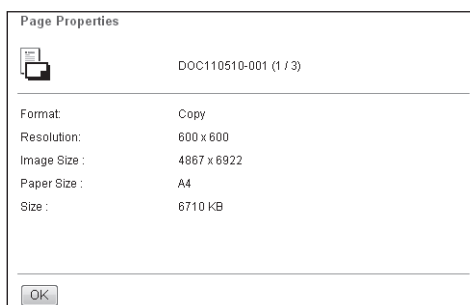 Page Properties
DOC110510-001 (1 / 3)
Format: Copy
Resolution: 600 x 600
Image Size : 4867 x 6922
Paper Size : A4
Size : 6710 KB
OK